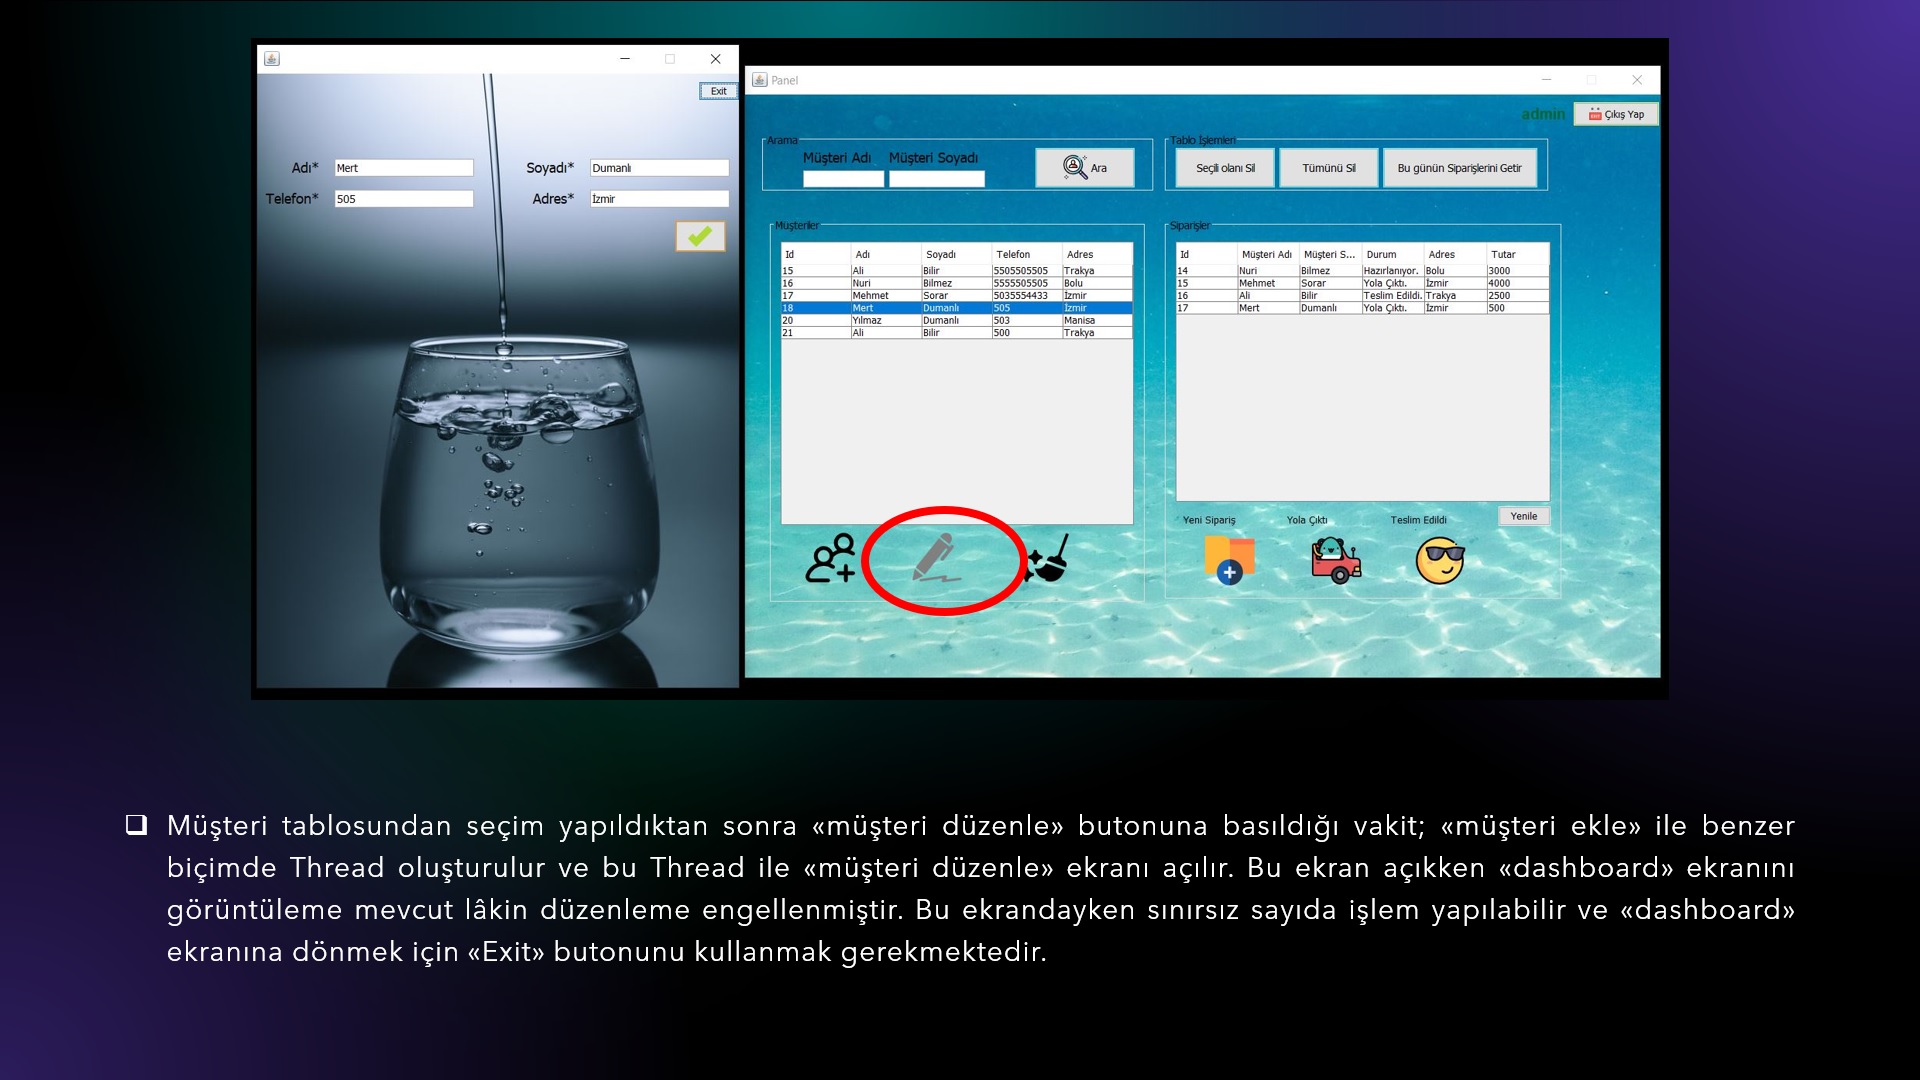 Exit
Adı* Mert Soyadı* Dumanlı
Telefon* 505 Adres* İzmir
Panel
admin Çıkış Yap
Arama
Müşteri Adı Müşteri Soyadı
Ara
Tablo İşlemleri
Seçili olanı Sil Tümünü Sil Bu günün Siparişlerini Getir
Müşteriler
Id Adı Soyadı Telefon Adres
15 Ali Bilir 5505505505 Trakya
16 Nuri Bilmez 5555505505 Bolu
17 Mehmet Sorar 5035554433 İzmir
18 Mert Dumanlı 505 İzmir
20 Yılmaz Dumanlı 503 Manisa
21 Ali Bilir 500 Trakya
Siparişler
Id Müşteri Adı Müşteri S... Durum Adres Tutar
14 Nuri Bilmez Hazırlanıyor. Bolu 3000
15 Mehmet Sorar Yola Çıktı. İzmir 4000
16 Ali Bilir Teslim Edildi. Trakya 2500
17 Mert Dumanlı Yola Çıktı. İzmir 500
Yeni Sipariş Yola Çıktı Teslim Edildi Yenile
❑ Müşteri tablosundan seçim yapıldıktan sonra «müşteri düzenle» butonuna basıldığı vakit; «müşteri ekle» ile benzer
biçimde Thread oluşturulur ve bu Thread ile «müşteri düzenle» ekranı açılır. Bu ekran açıkken «dashboard» ekranını
görüntüleme mevcut lâkin düzenleme engellenmiştir. Bu ekrandayken sınırsız sayıda işlem yapılabilir ve «dashboard»
ekranına dönmek için «Exit» butonunu kullanmak gerekmektedir.